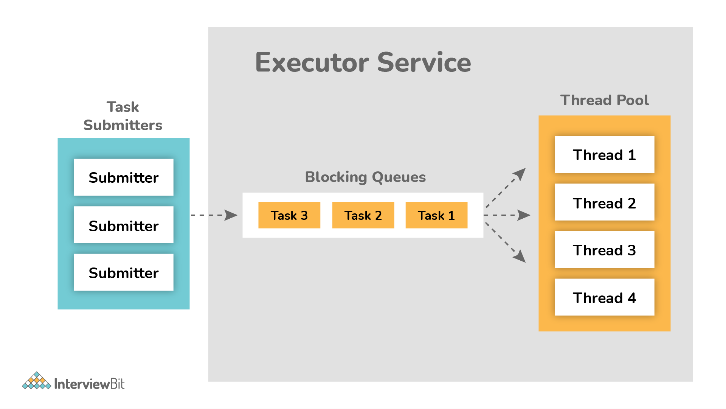 Executor Service
Task
Submitters
Submitter
Submitter
Submitter
Blocking Queues
Task 3
Task 2
Task 1
Thread Pool
Thread 1
Thread 2
Thread 3
Thread 4
InterviewBit